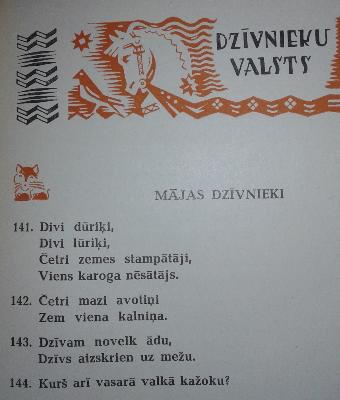 DZĪVNIEKU
VALSTS
MĀJAS DZĪVNIEKI
141. Divi dūriķi,
Divi lūriķi,
Četri zemes stampātāji,
Viens karoga nēsātājs.
142. Četri mazi avotiņi
Zem viena kalniņa.
143. Dzīvam novelk ādu,
Dzīvs aizskrien uz mežu.
144. Kurš arī vasarā valkā kažoku?